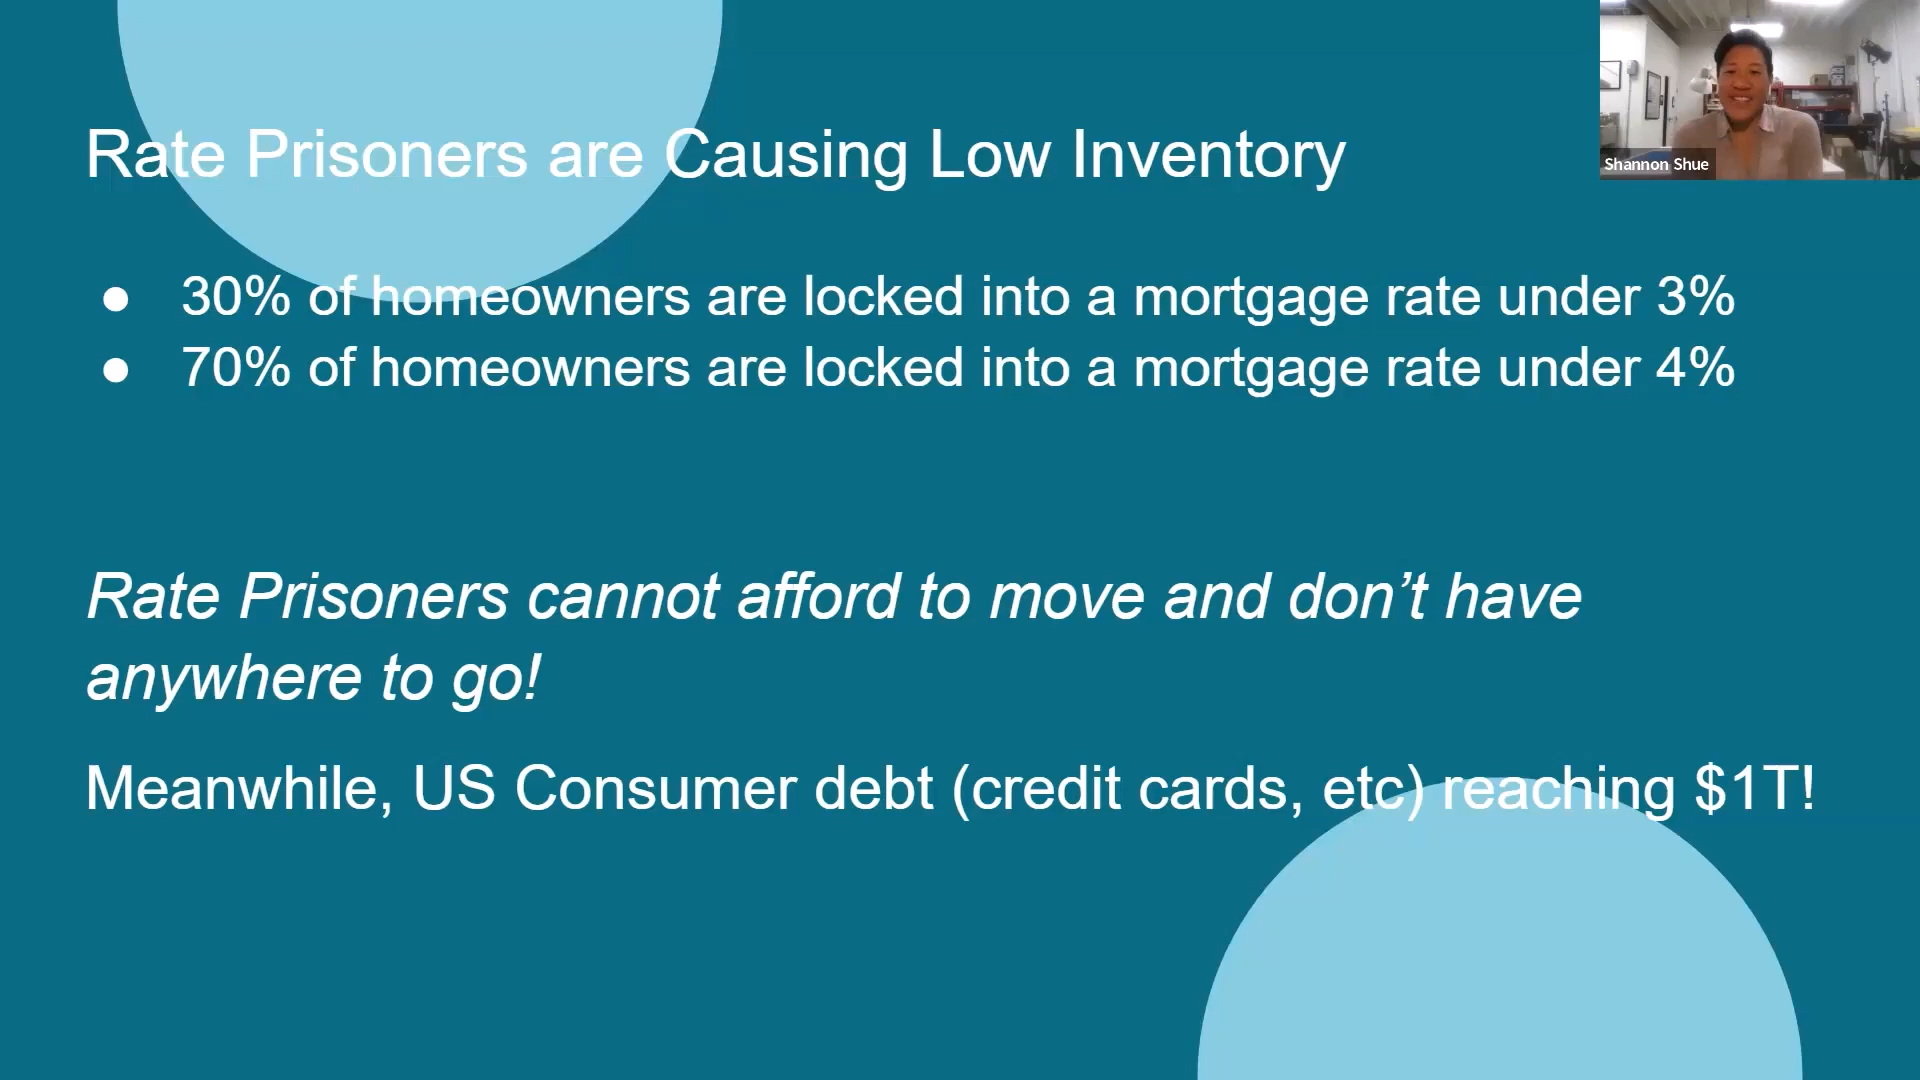 Rate Prisoners are Causing Low Inventory
Shannon Shue
● 30% of homeowners are locked into a mortgage rate under 3%
● 70% of homeowners are locked into a mortgage rate under 4%
Rate Prisoners cannot afford to move and don’t have
anywhere to go!
Meanwhile, US Consumer debt (credit cards, etc) reaching $1T!